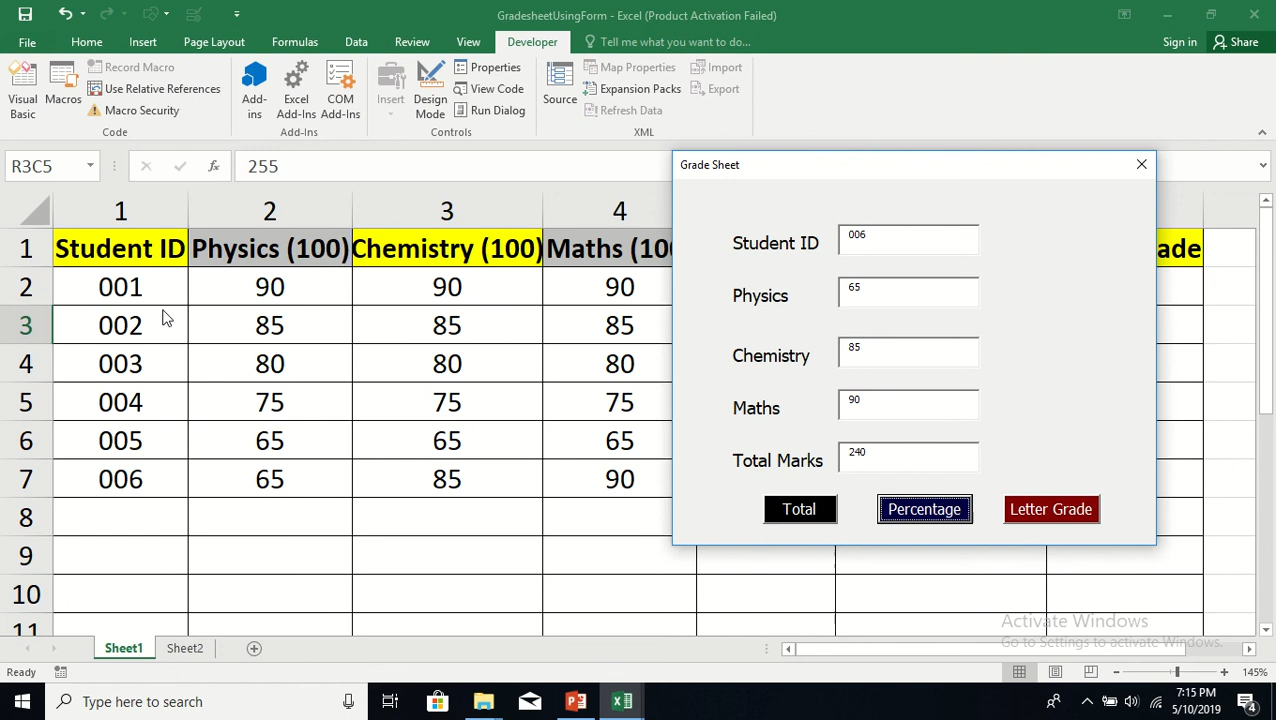 GradesheetUsingForm - Excel (Product Activation Failed)
File Home Insert Page Layout Formulas Data Review View Developer Tell me what you want to do... Sign in Share
Visual Basic
Macros
Record Macro
Use Relative References
Macro Security
Code
Add-ins
Excel Add-Ins
COM Add-Ins
Add-Ins
Insert
Design Mode
Properties
View Code
Run Dialog
Controls
Source
Map Properties
Expansion Packs
Refresh Data
Import
Export
XML
R3C5 fx 255
1 2 3 4
1 Student ID Physics (100) Chemistry (100) Maths (100 ade
2 001 90 90 90
3 002 85 85 85
4 003 80 80 80
5 004 75 75 75
6 005 65 65 65
7 006 65 85 90
8
9
10
11
Grade Sheet
Student ID 006
Physics 65
Chemistry 85
Maths 90
Total Marks 240
Total Percentage Letter Grade
Activate Windows
Go to Settings to activate Windows.
Sheet1 Sheet2
Ready 145%
Type here to search
7:15 PM
5/10/2019
4